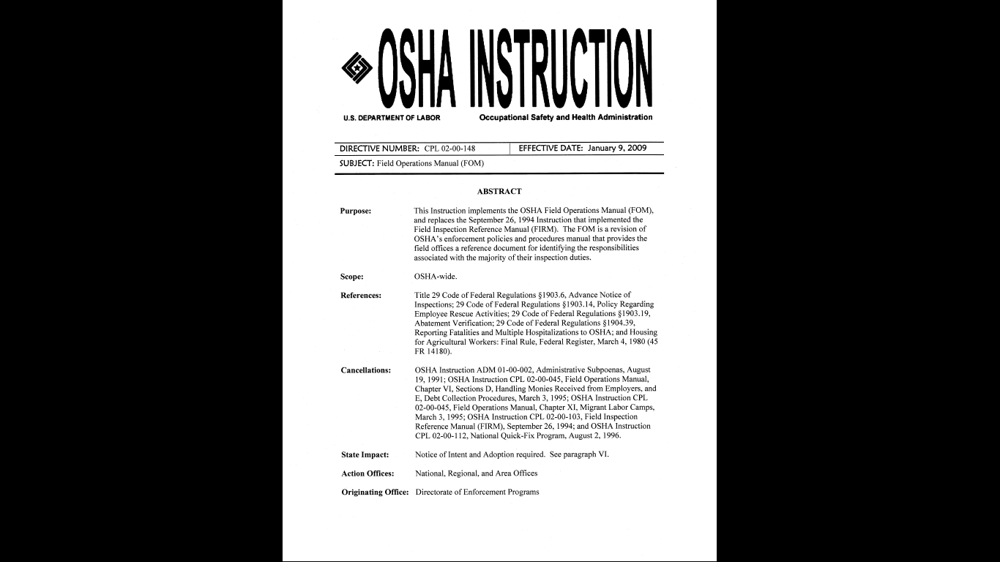 OSHA INSTRUCTION
U.S. DEPARTMENT OF LABOR Occupational Safety and Health Administration
DIRECTIVE NUMBER: CPL 02-00-148 EFFECTIVE DATE: January 9, 2009
SUBJECT: Field Operations Manual (FOM)
ABSTRACT
Purpose: This Instruction implements the OSHA Field Operations Manual (FOM),
and replaces the September 26, 1994 Instruction that implemented the
Field Inspection Reference Manual (FIRM). The FOM is a revision of
OSHA's enforcement policies and procedures manual that provides the
field offices a reference document for identifying the responsibilities
associated with the majority of their inspection duties.
Scope: OSHA-wide.
References: Title 29 Code of Federal Regulations §1903.6, Advance Notice of
Inspections; 29 Code of Federal Regulations §1903.14, Policy Regarding
Employee Rescue Activities; 29 Code of Federal Regulations §1903.19,
Abatement Verification; 29 Code of Federal Regulations §1904.39,
Reporting Fatalities and Multiple Hospitalizations to OSHA; and Housing
for Agricultural Workers: Final Rule, Federal Register, March 4, 1980 (45
FR 14180).
Cancellations: OSHA Instruction ADM 01-00-002, Administrative Subpoenas, August
19, 1991; OSHA Instruction CPL 02-00-045, Field Operations Manual,
Chapter VI, Sections D, Handling Monies Received from Employers, and
E, Debt Collection Procedures, March 3, 1995; OSHA Instruction CPL
02-00-045, Field Operations Manual, Chapter XI, Migrant Labor Camps,
March 3, 1995; OSHA Instruction CPL 02-00-103, Field Inspection
Reference Manual (FIRM), September 26, 1994; and OSHA Instruction
CPL 02-00-112, National Quick-Fix Program, August 2, 1996.
State Impact: Notice of Intent and Adoption required. See paragraph VI.
Action Offices: National, Regional, and Area Offices
Originating Office: Directorate of Enforcement Programs